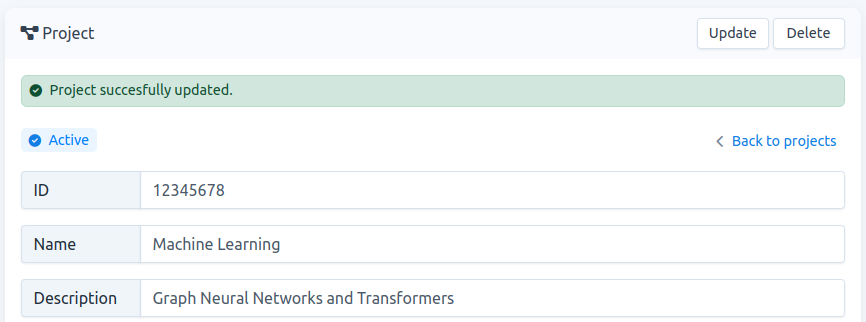 Project
Update
Delete
Project succesfully updated.
Active
Back to projects
ID
12345678
Name
Machine Learning
Description
Graph Neural Networks and Transformers